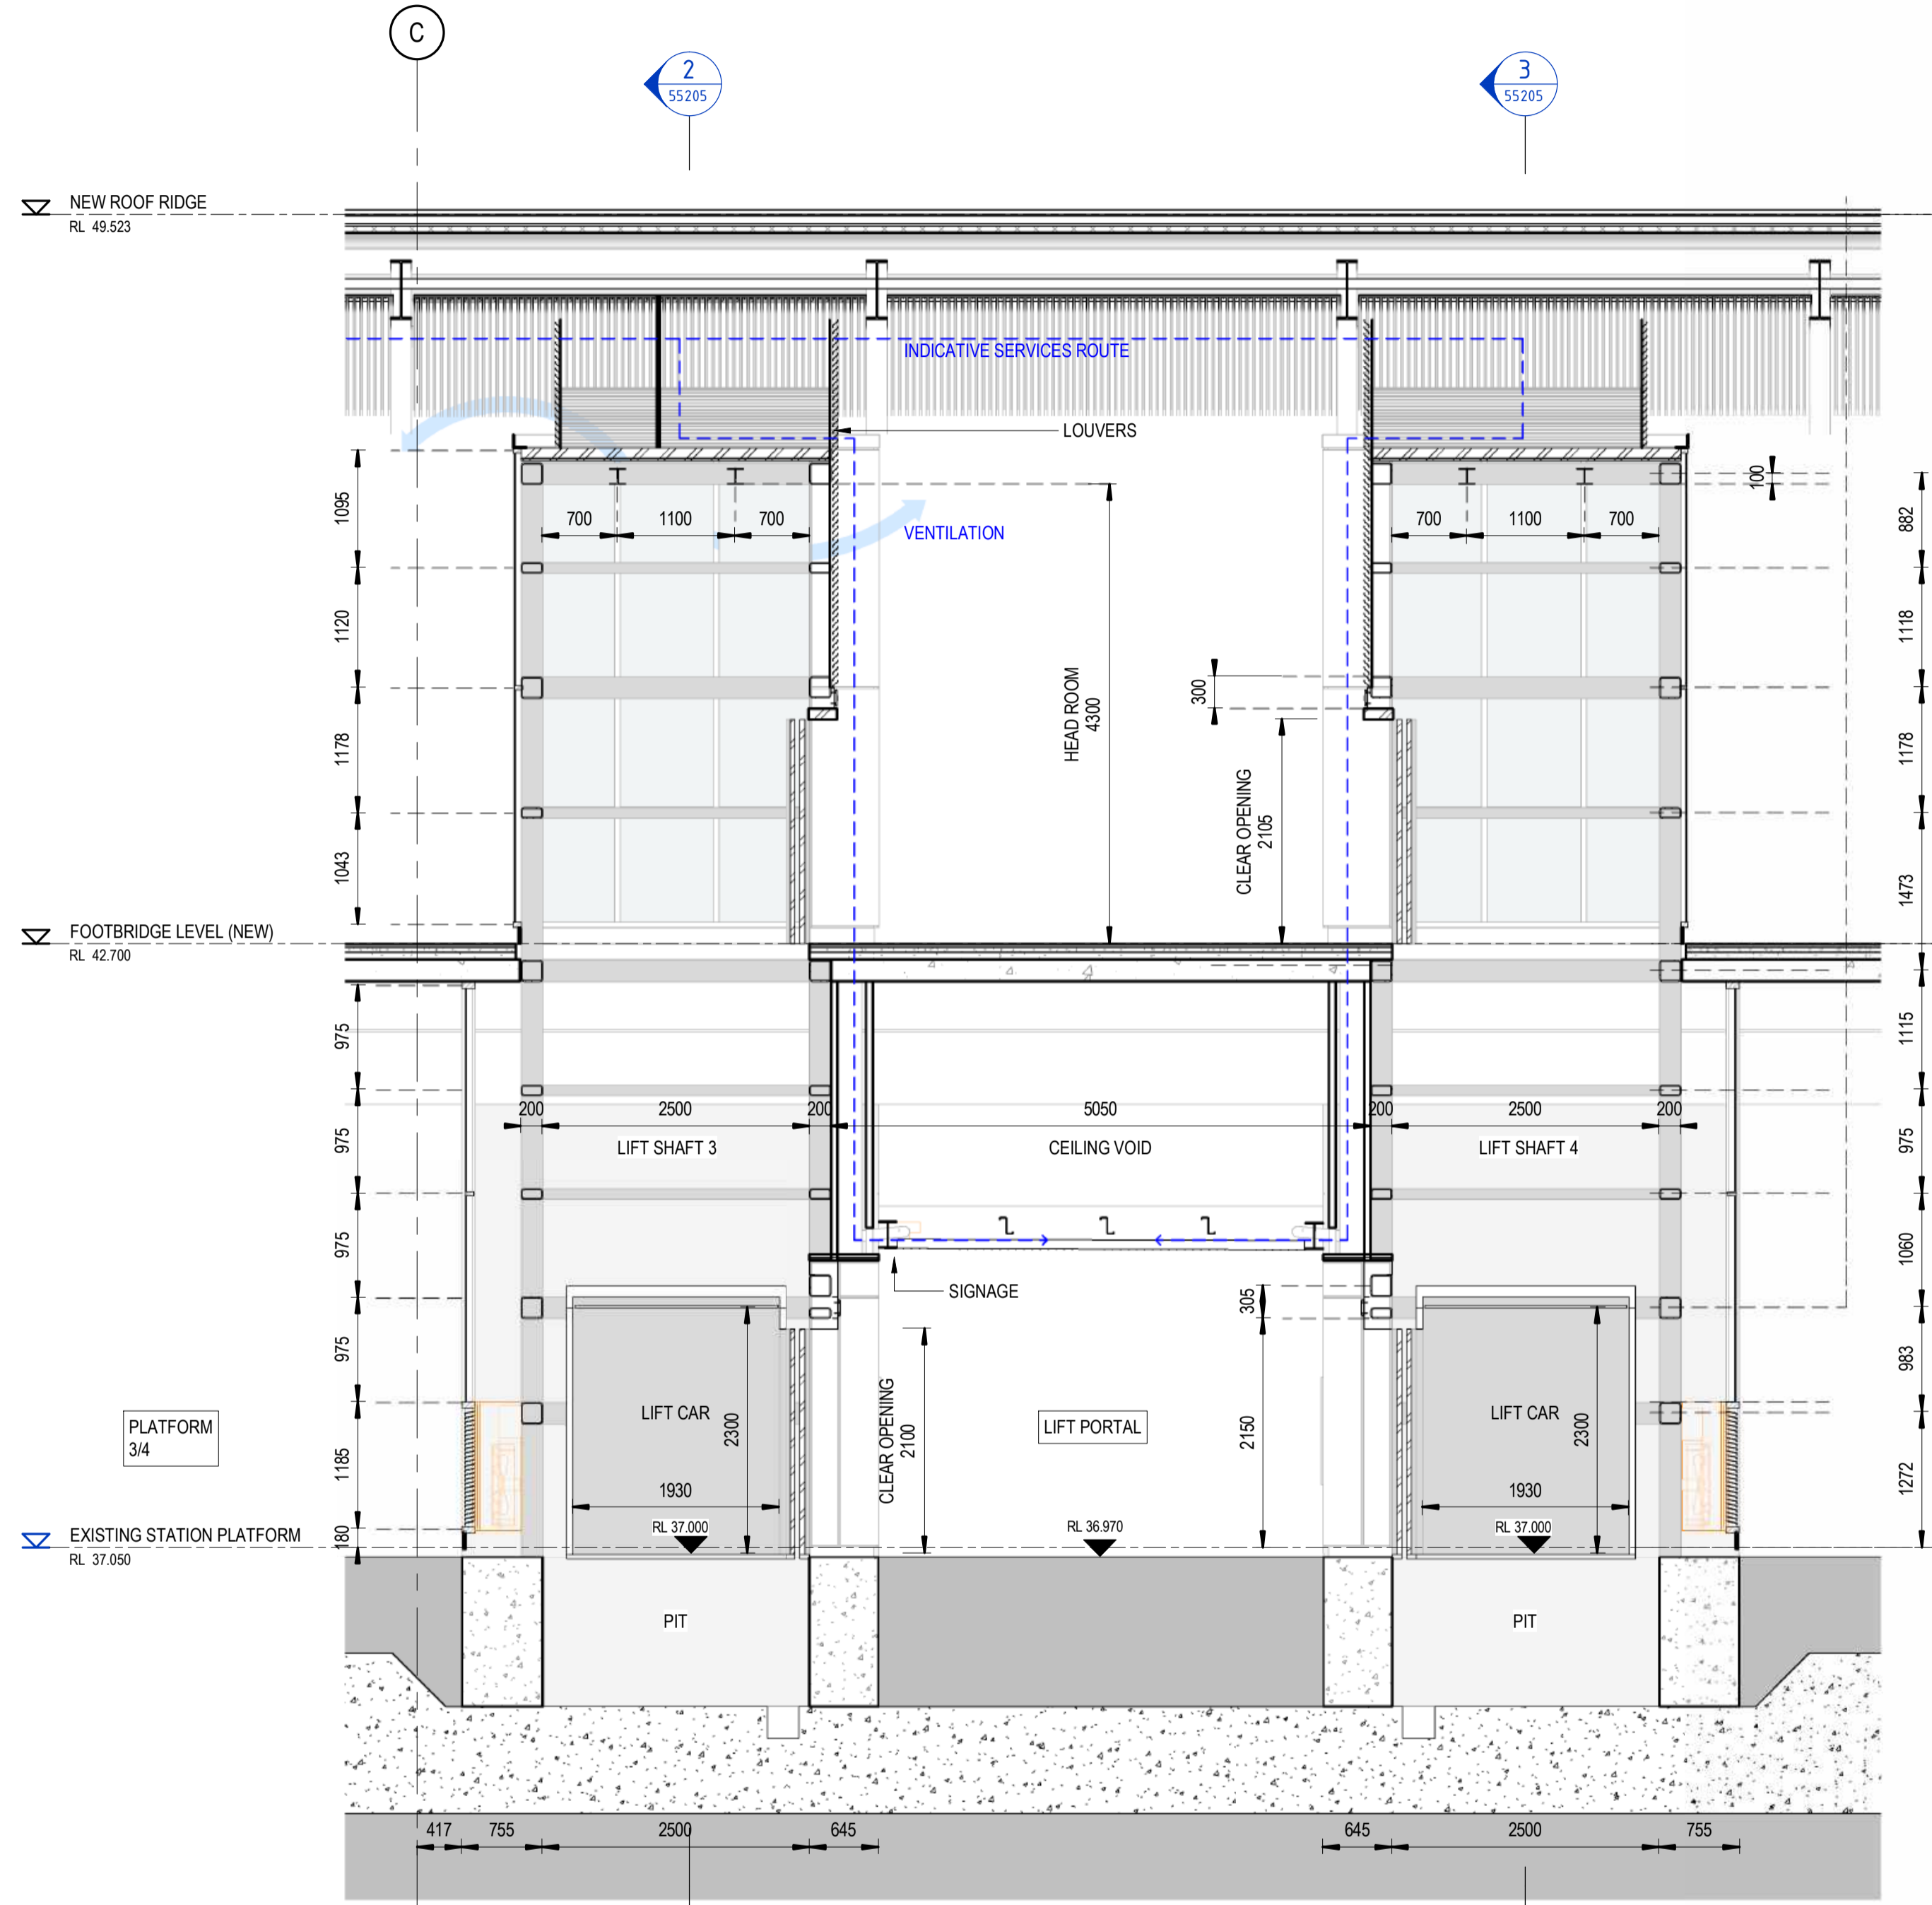 C
2
55205
3
55205
NEW ROOF RIDGE
RL 49.523
INDICATIVE SERVICES ROUTE
LOUVERS
VENTILATION
700
1100
700
700
1100
700
100
1095
1120
1178
1043
882
1118
1178
1473
HEAD ROOM
4300
300
CLEAR OPENING
2105
FOOTBRIDGE LEVEL (NEW)
RL 42.700
975
975
975
975
1185
180
1115
975
1060
983
1272
200
2500
200
5050
200
2500
200
LIFT SHAFT 3
CEILING VOID
LIFT SHAFT 4
SIGNAGE
305
LIFT CAR
2300
1930
RL 37.000
CLEAR OPENING
2100
LIFT PORTAL
2150
RL 36.970
LIFT CAR
2300
1930
RL 37.000
PLATFORM
3/4
EXISTING STATION PLATFORM
RL 37.050
PIT
PIT
417
755
2500
645
645
2500
755